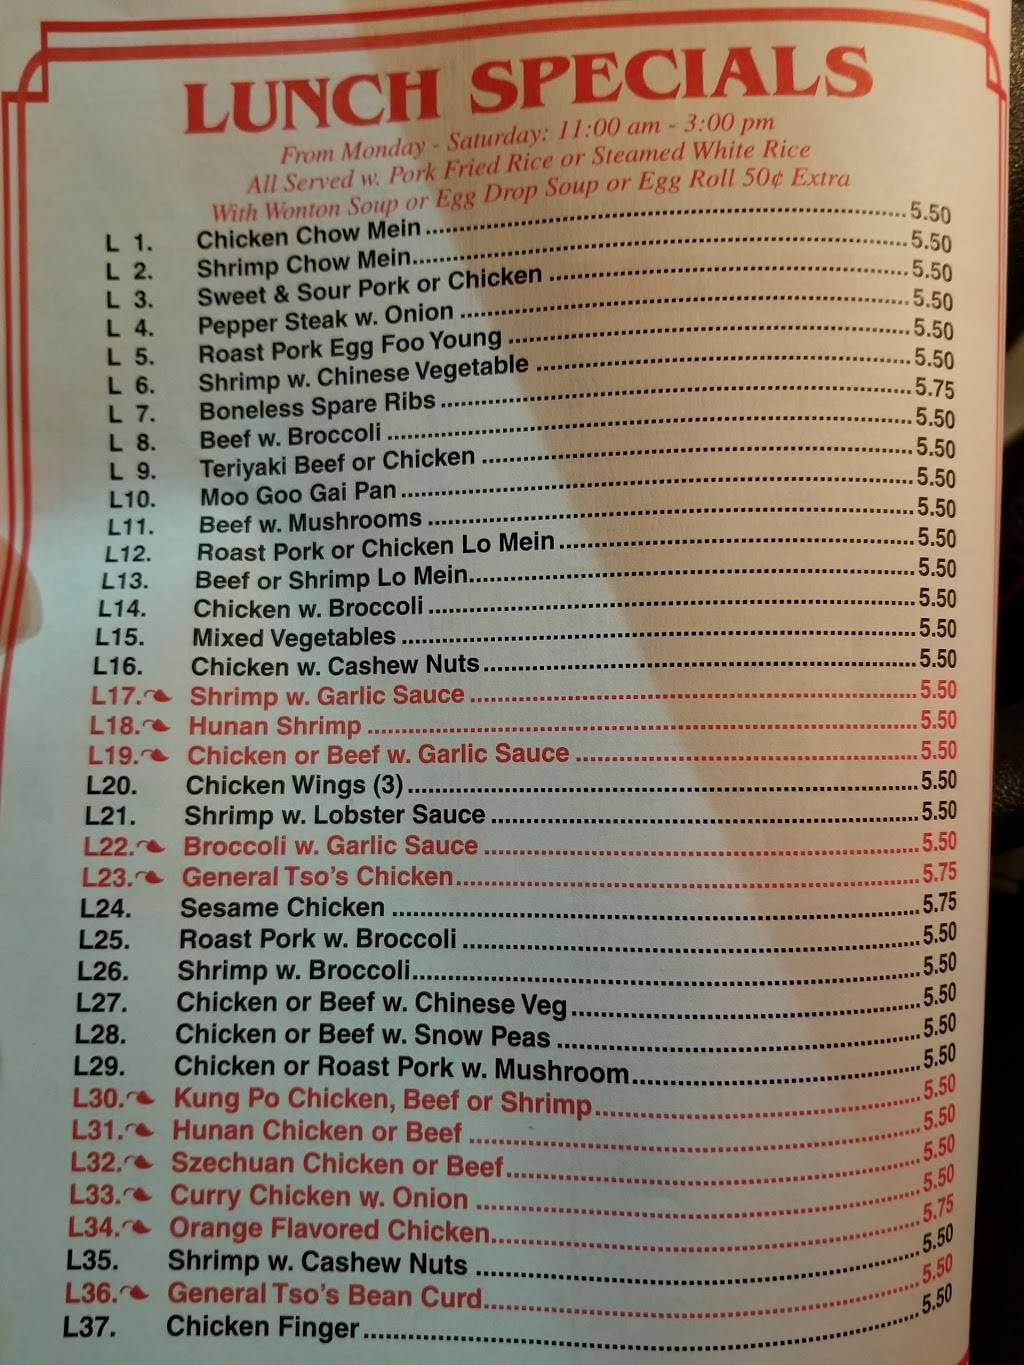 LUNCH SPECIALS
From Monday - Saturday: 11:00 am - 3:00 pm
All Served w. Pork Fried Rice or Steamed White Rice
With Wonton Soup or Egg Drop Soup or Egg Roll 50¢ Extra
L 1. Chicken Chow Mein 5.50
L 2. Shrimp Chow Mein 5.50
L 3. Sweet & Sour Pork or Chicken 5.50
L 4. Pepper Steak w. Onion 5.50
L 5. Roast Pork Egg Foo Young 5.50
L 6. Shrimp w. Chinese Vegetable 5.50
L 7. Boneless Spare Ribs 5.75
L 8. Beef w. Broccoli 5.50
L 9. Teriyaki Beef or Chicken 5.50
L10. Moo Goo Gai Pan 5.50
L11. Beef w. Mushrooms 5.50
L12. Roast Pork or Chicken Lo Mein 5.50
L13. Beef or Shrimp Lo Mein 5.50
L14. Chicken w. Broccoli 5.50
L15. Mixed Vegetables 5.50
L16. Chicken w. Cashew Nuts 5.50
L17. Shrimp w. Garlic Sauce 5.50
L18. Hunan Shrimp 5.50
L19. Chicken or Beef w. Garlic Sauce 5.50
L20. Chicken Wings (3) 5.50
L21. Shrimp w. Lobster Sauce 5.50
L22. Broccoli w. Garlic Sauce 5.50
L23. General Tso's Chicken 5.75
L24. Sesame Chicken 5.75
L25. Roast Pork w. Broccoli 5.50
L26. Shrimp w. Broccoli 5.50
L27. Chicken or Beef w. Chinese Veg 5.50
L28. Chicken or Beef w. Snow Peas 5.50
L29. Chicken or Roast Pork w. Mushroom 5.50
L30. Kung Po Chicken, Beef or Shrimp 5.50
L31. Hunan Chicken or Beef 5.50
L32. Szechuan Chicken or Beef 5.50
L33. Curry Chicken w. Onion 5.50
L34. Orange Flavored Chicken 5.75
L35. Shrimp w. Cashew Nuts 5.50
L36. General Tso's Bean Curd 5.50
L37. Chicken Finger 5.50